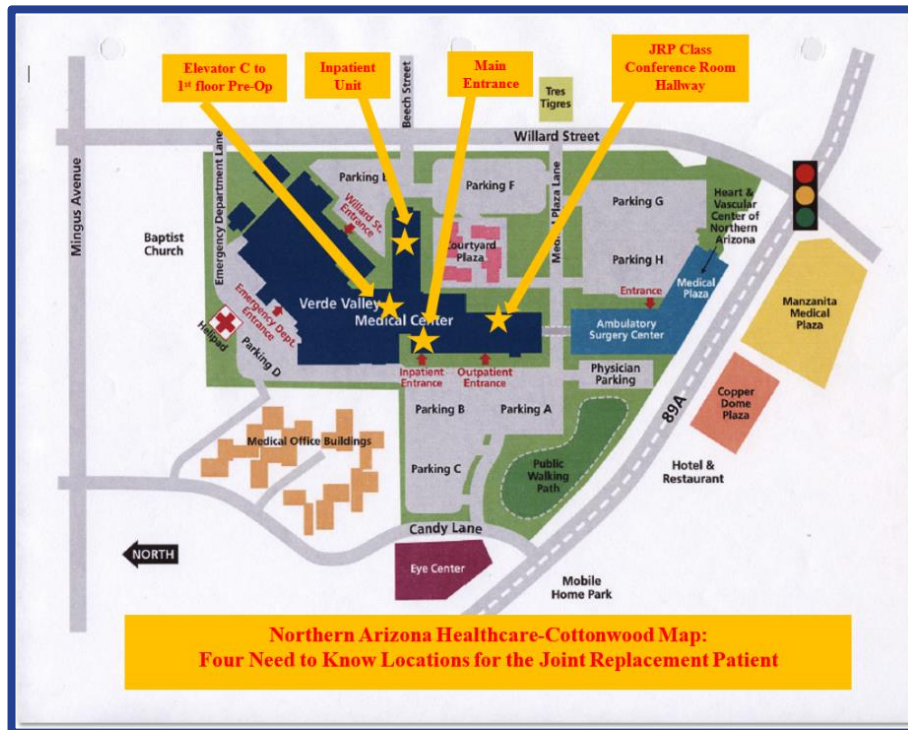 Elevator C to
1st floor Pre-Op
Inpatient
Unit
Main
Entrance
JRP Class
Conference Room
Hallway
Beech Street
Tres
Tigres
Willard Street
Mingus Avenue
Emergency Department Lane
Parking E
Parking F
Parking G
Willard St.
Entrance
Plaza Lane
Heart &
Vascular
Center of
Northern
Arizona
Baptist
Church
Courtyard
Plaza
Parking H
Entrance
Medical
Plaza
Manzanita
Medical
Plaza
Verde Valley
Medical Center
Emergency Dept.
Entrance
Helipad
Parking D
Ambulatory
Surgery Center
Inpatient
Entrance
Outpatient
Entrance
Physician
Parking
Parking B
Parking A
89A
Copper
Dome
Plaza
Medical Office Buildings
Parking C
Public
Walking
Path
Hotel &
Restaurant
Candy Lane
NORTH
Eye Center
Mobile
Home Park
Northern Arizona Healthcare-Cottonwood Map:
Four Need to Know Locations for the Joint Replacement Patient